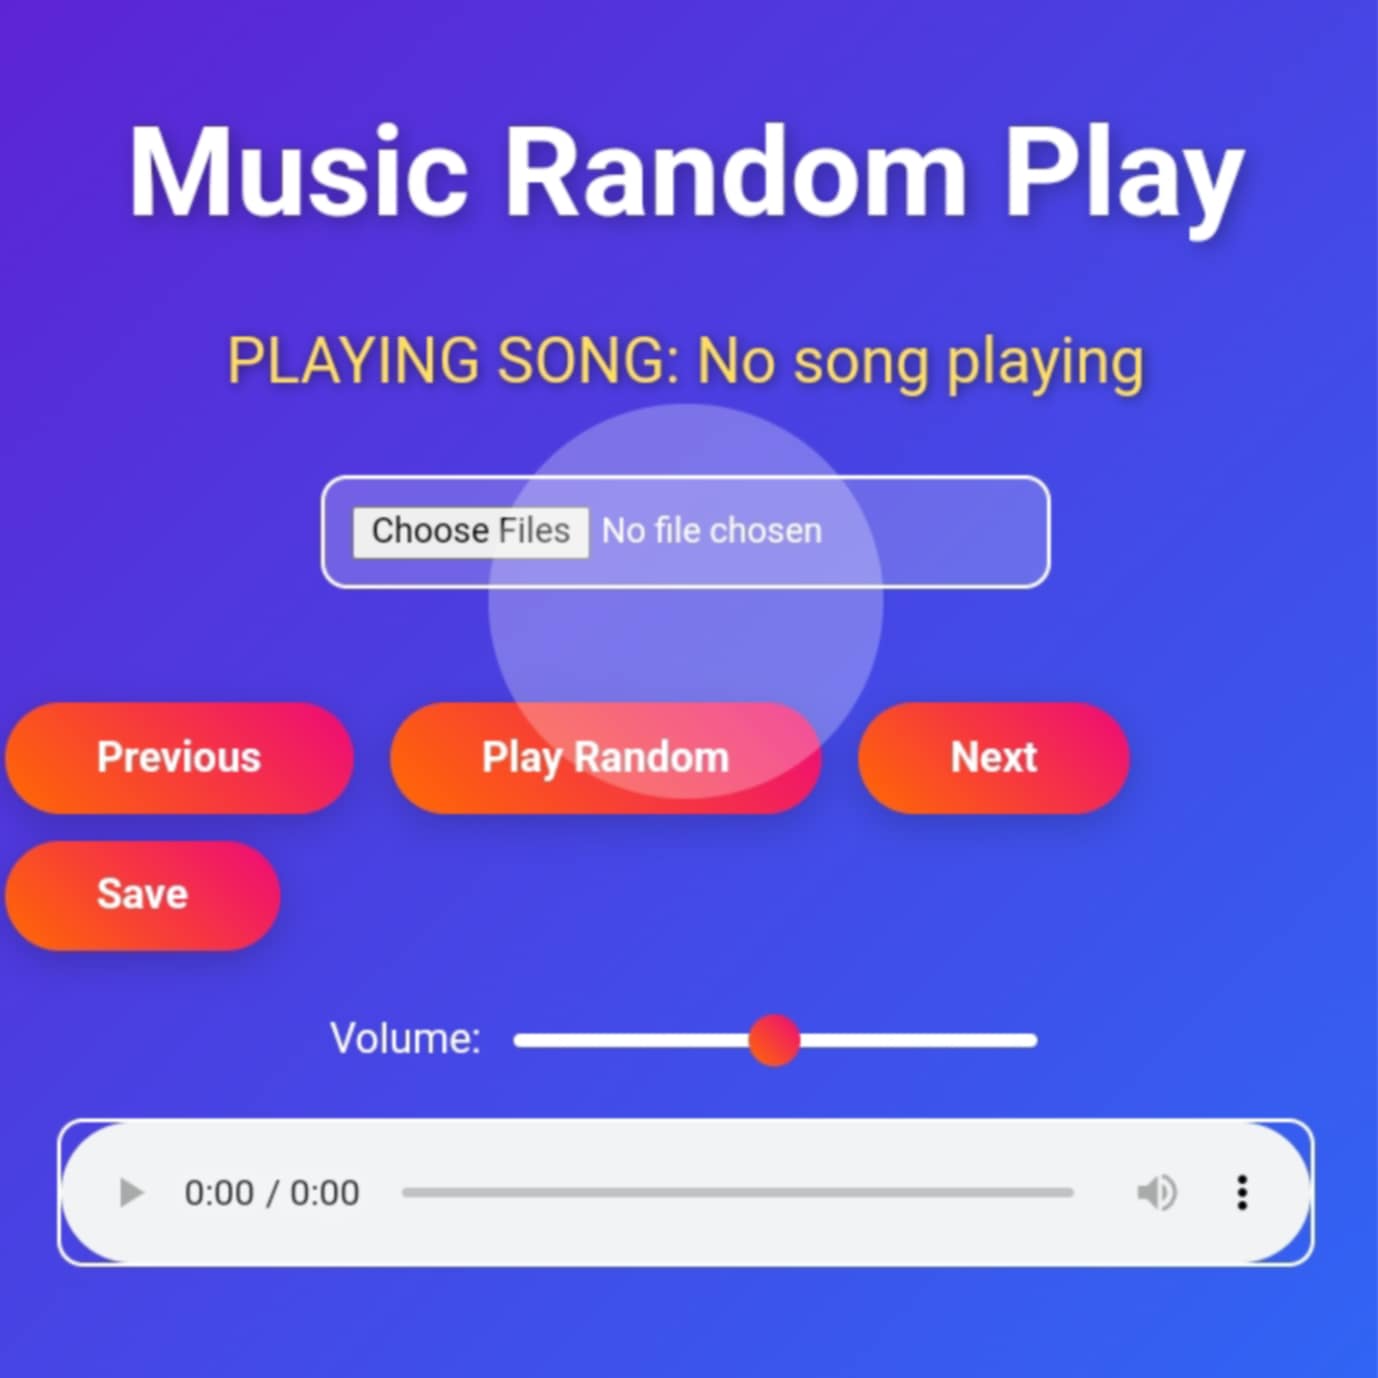 Music Random Play
PLAYING SONG: No song playing
Choose Files No file chosen
Previous Play Random Next
Save
Volume:
0:00 / 0:00